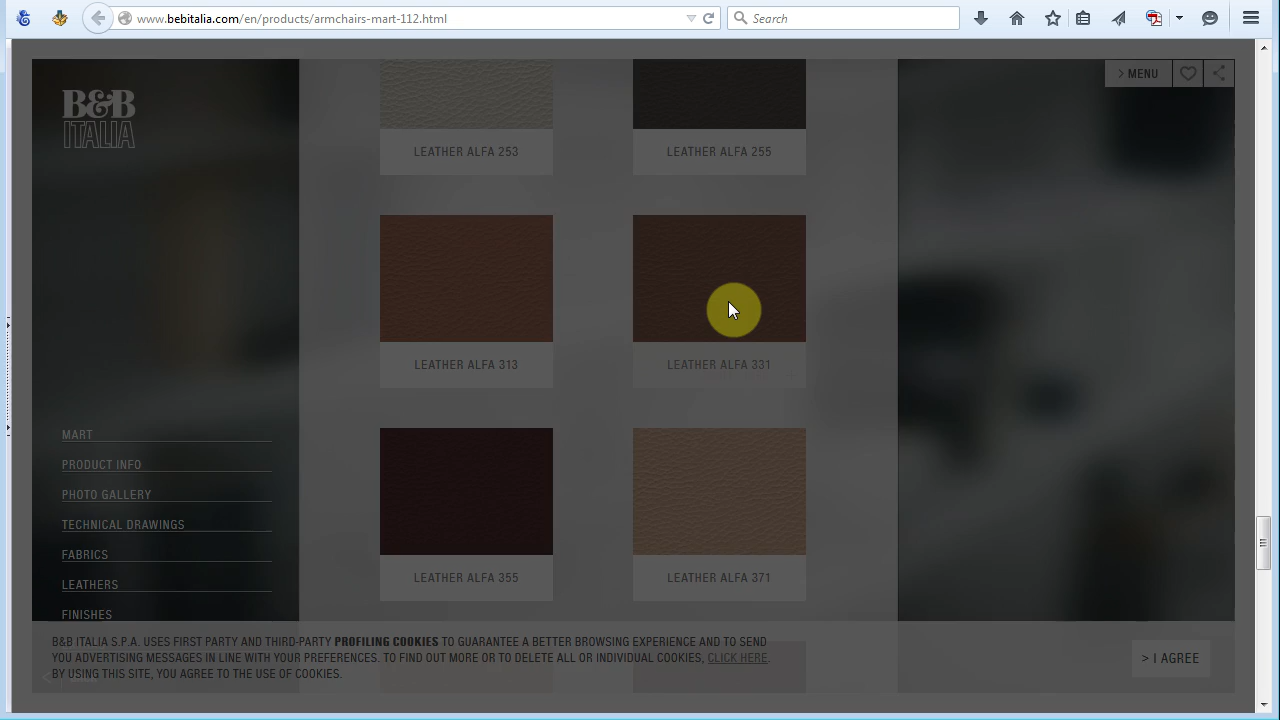 www.bebitalia.com/en/products/armchairs-mart-112.html
Search
> MENU
B&B
ITALIA
LEATHER ALFA 253
LEATHER ALFA 255
LEATHER ALFA 313
LEATHER ALFA 331
MART
PRODUCT INFO
PHOTO GALLERY
TECHNICAL DRAWINGS
FABRICS
LEATHERS
FINISHES
LEATHER ALFA 355
LEATHER ALFA 371
B&B ITALIA S.P.A. USES FIRST PARTY AND THIRD-PARTY PROFILING COOKIES TO GUARANTEE A BETTER BROWSING EXPERIENCE AND TO SEND
YOU ADVERTISING MESSAGES IN LINE WITH YOUR PREFERENCES. TO FIND OUT MORE OR TO DELETE ALL OR INDIVIDUAL COOKIES, CLICK HERE.
BY USING THIS SITE, YOU AGREE TO THE USE OF COOKIES.
> I AGREE